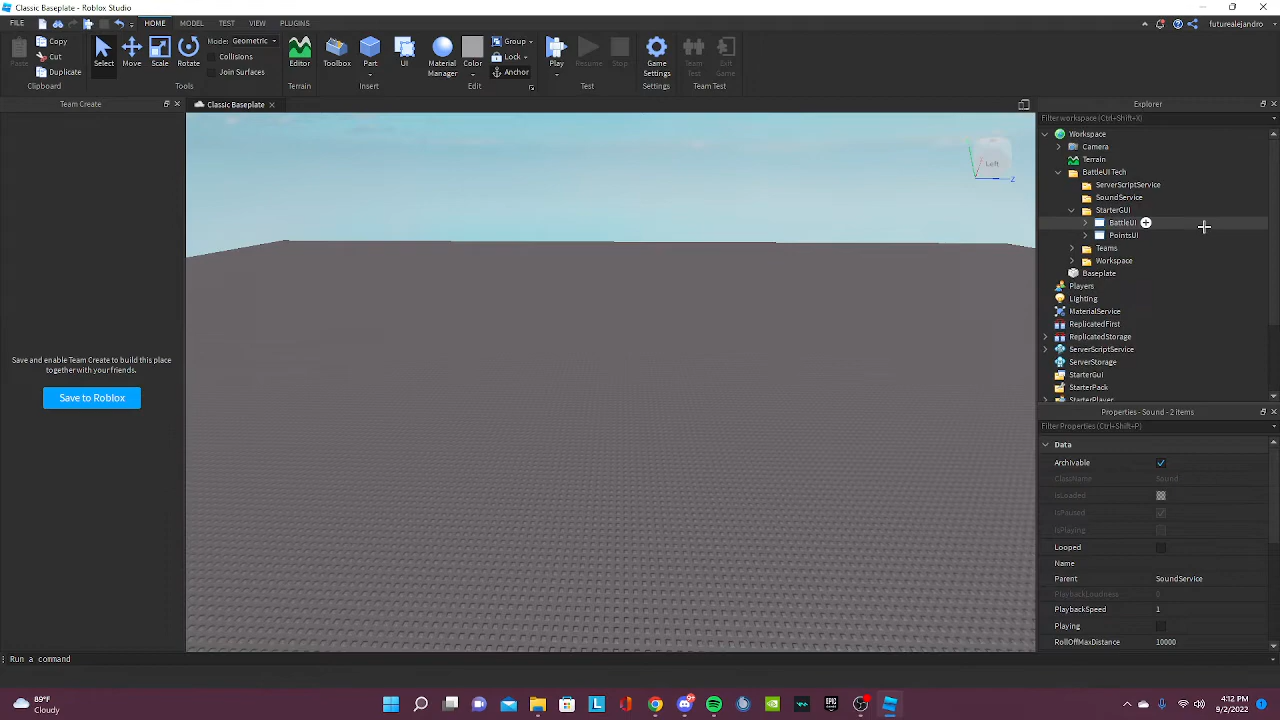 Classic Baseplate - Roblox Studio
FILE HOME MODEL TEST VIEW PLUGINS
futurealejandro
Paste
Copy
Cut
Duplicate
Clipboard
Select
Move
Scale
Rotate
Mode: Geometric
Collisions
Join Surfaces
Tools
Editor
Terrain
Toolbox
Part
UI
Insert
Material
Manager
Color
Group
Lock
Anchor
Edit
Play
Resume
Stop
Test
Game
Settings
Settings
Team
Test
Exit
Game
Team Test
Team Create
Classic Baseplate
Save and enable Team Create to build this place
together with your friends.
Save to Roblox
Left
Z
Explorer
Filter workspace (Ctrl+Shift+X)
Workspace
Camera
Terrain
BattleUITech
ServerScriptService
SoundService
StarterGUI
BattleUI
PointsUI
Teams
Workspace
Baseplate
Players
Lighting
MaterialService
ReplicatedFirst
ReplicatedStorage
ServerScriptService
ServerStorage
StarterGui
StarterPack
StarterPlayer
Properties - Sound - 2 items
Filter Properties (Ctrl+Shift+P)
Data
Archivable
ClassName Sound
IsLoaded
IsPaused
IsPlaying
Looped
Name
Parent SoundService
PlaybackLoudness 0
PlaybackSpeed 1
Playing
RollOffMaxDistance 10000
Run a command
89°F
Cloudy
4:12 PM
9/2/2022